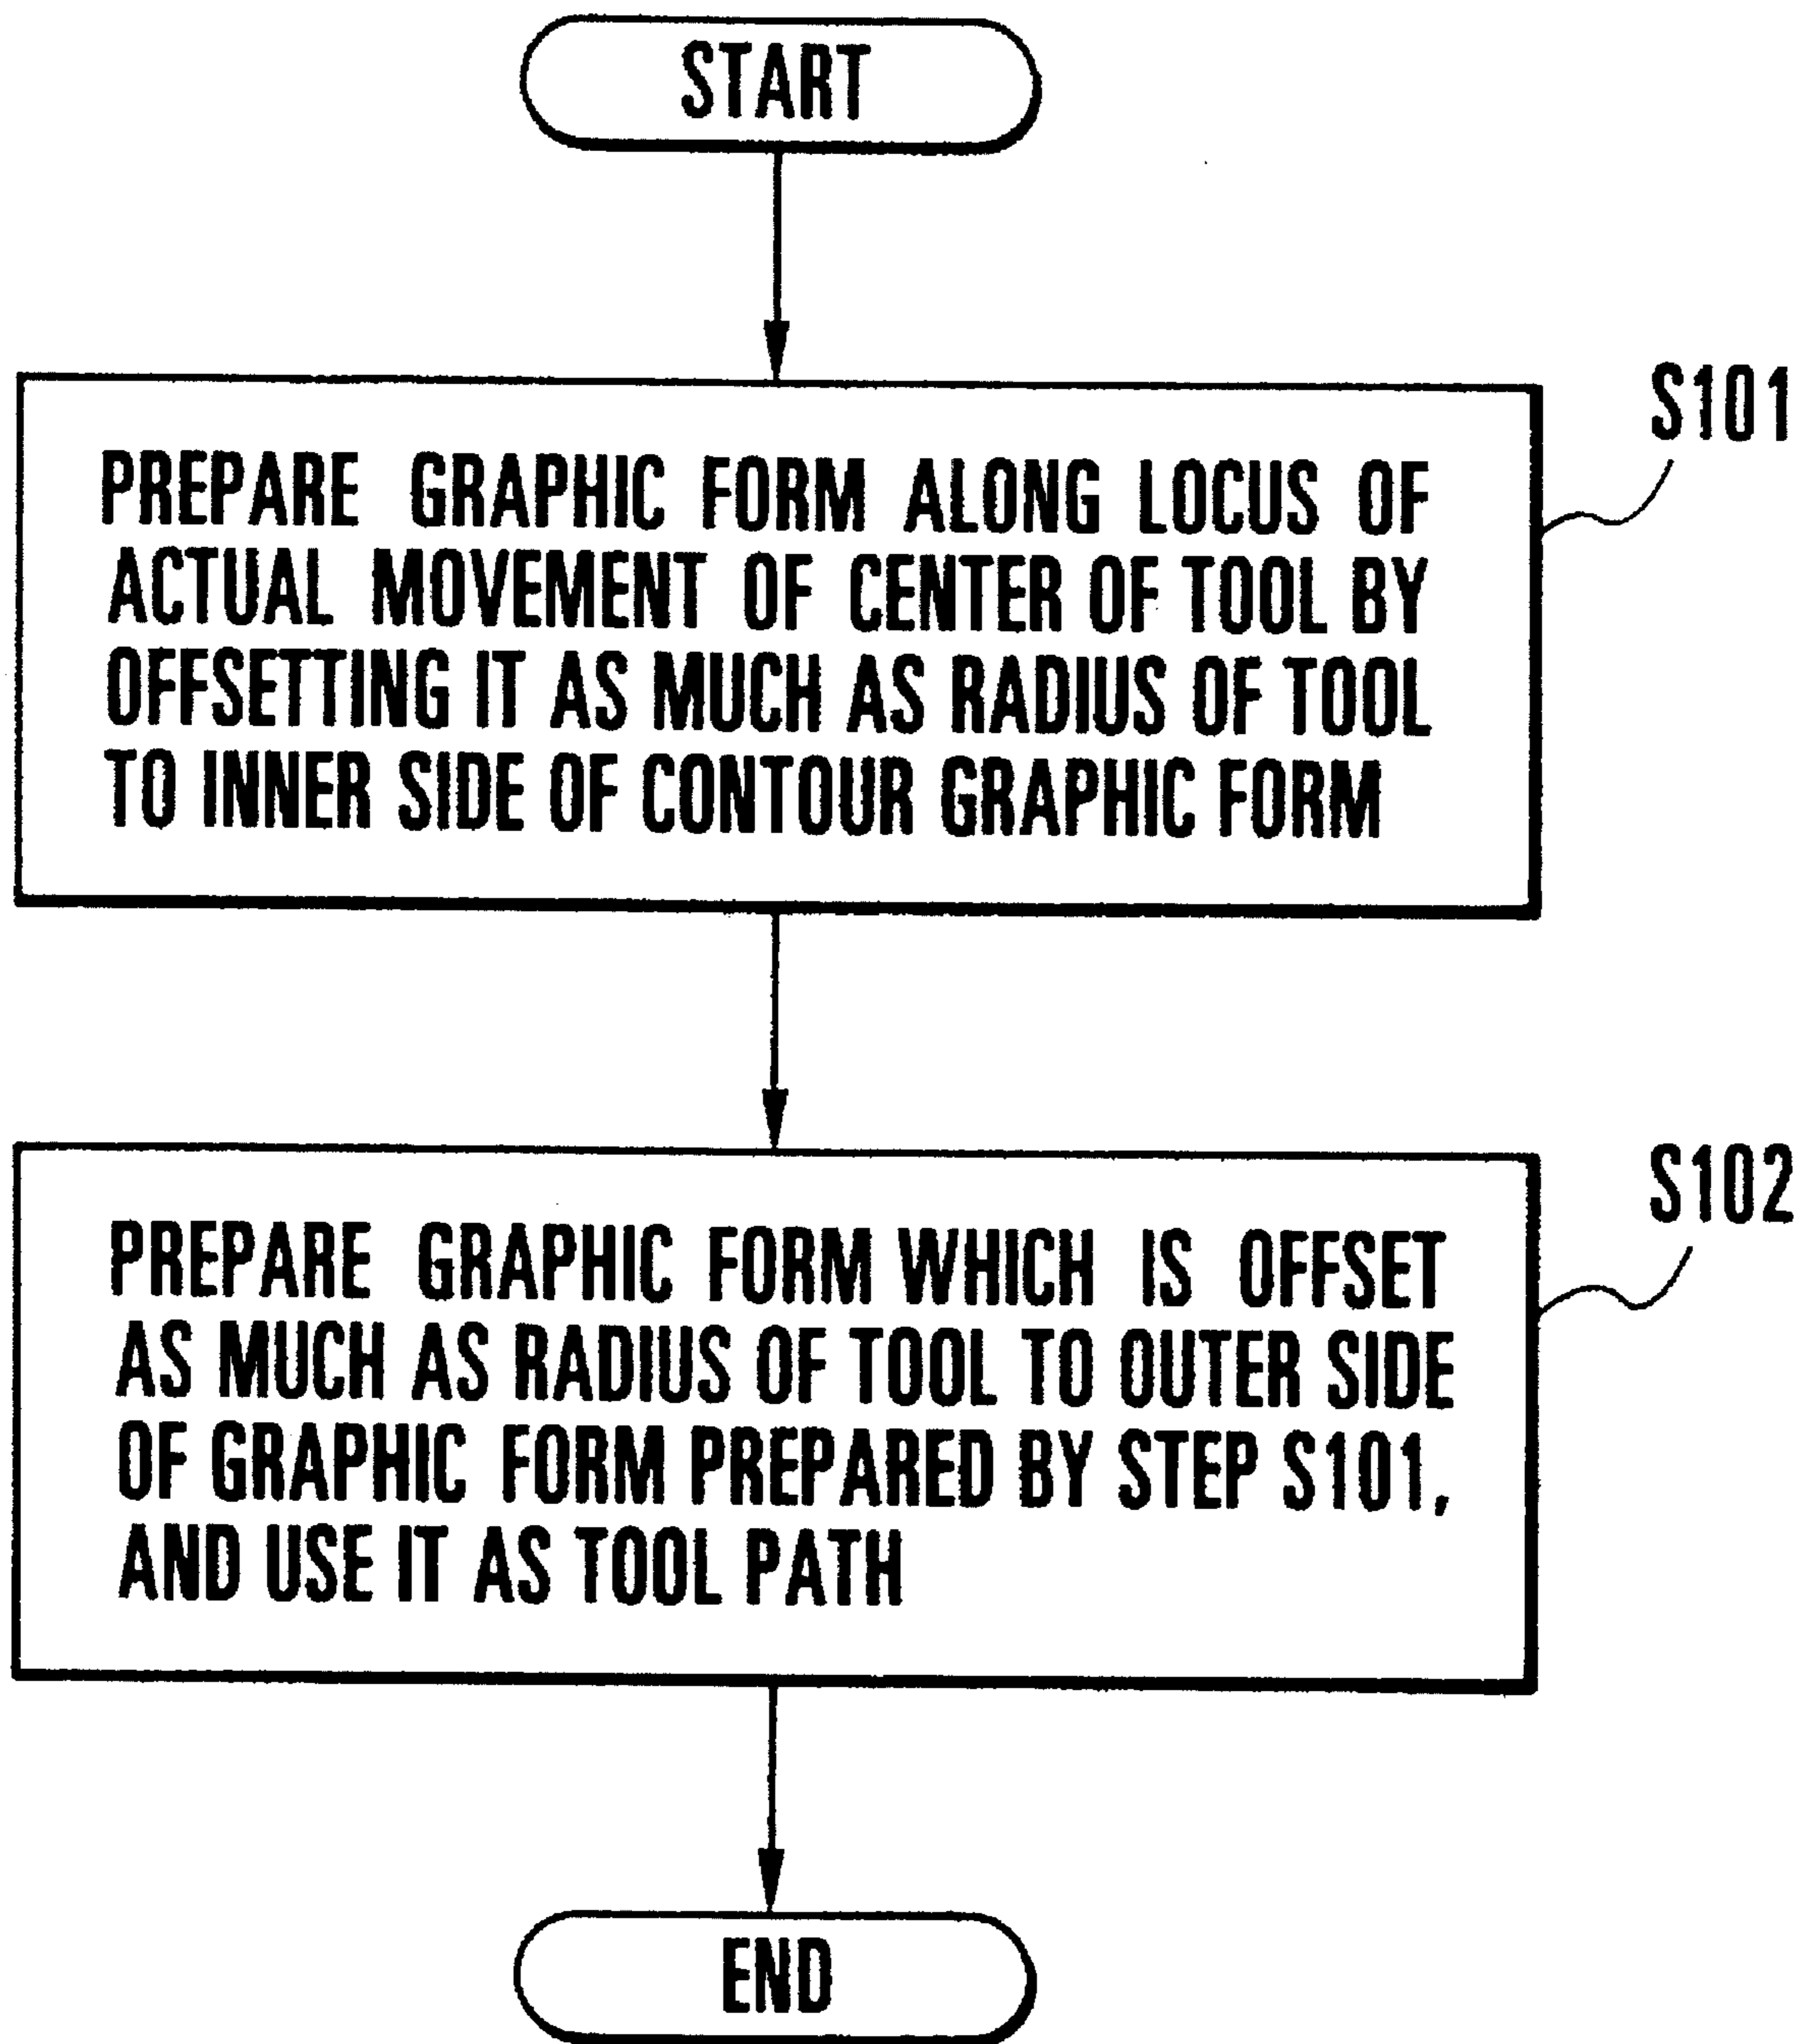 START
S101
PREPARE GRAPHIC FORM ALONG LOCUS OF
ACTUAL MOVEMENT OF CENTER OF TOOL BY
OFFSETTING IT AS MUCH AS RADIUS OF TOOL
TO INNER SIDE OF CONTOUR GRAPHIC FORM
S102
PREPARE GRAPHIC FORM WHICH IS OFFSET
AS MUCH AS RADIUS OF TOOL TO OUTER SIDE
OF GRAPHIC FORM PREPARED BY STEP S101,
AND USE IT AS TOOL PATH
END